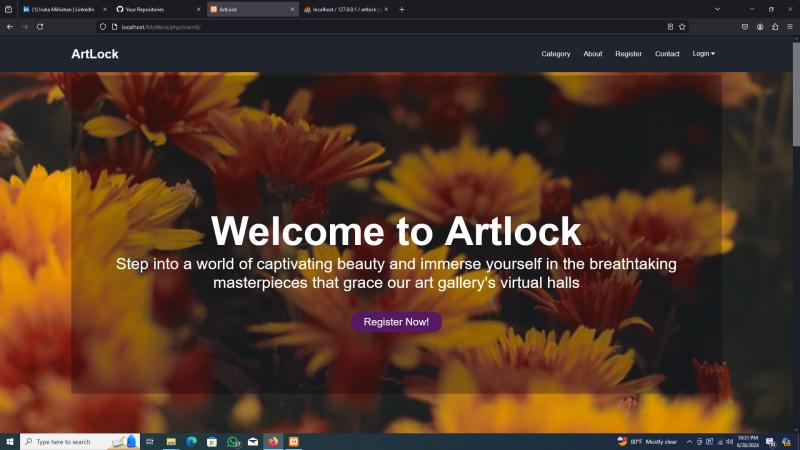 (1) Iruka Mihishan | LinkedIn
Your Repositories
ArtLock
localhost / 127.0.0.1 / artlock |
localhost/MyWork/php/main9/
ArtLock
Category
About
Register
Contact
Login
Welcome to Artlock
Step into a world of captivating beauty and immerse yourself in the breathtaking
masterpieces that grace our art gallery's virtual halls
Register Now!
Type here to search
80°F Mostly clear
10:31 PM
6/28/2024